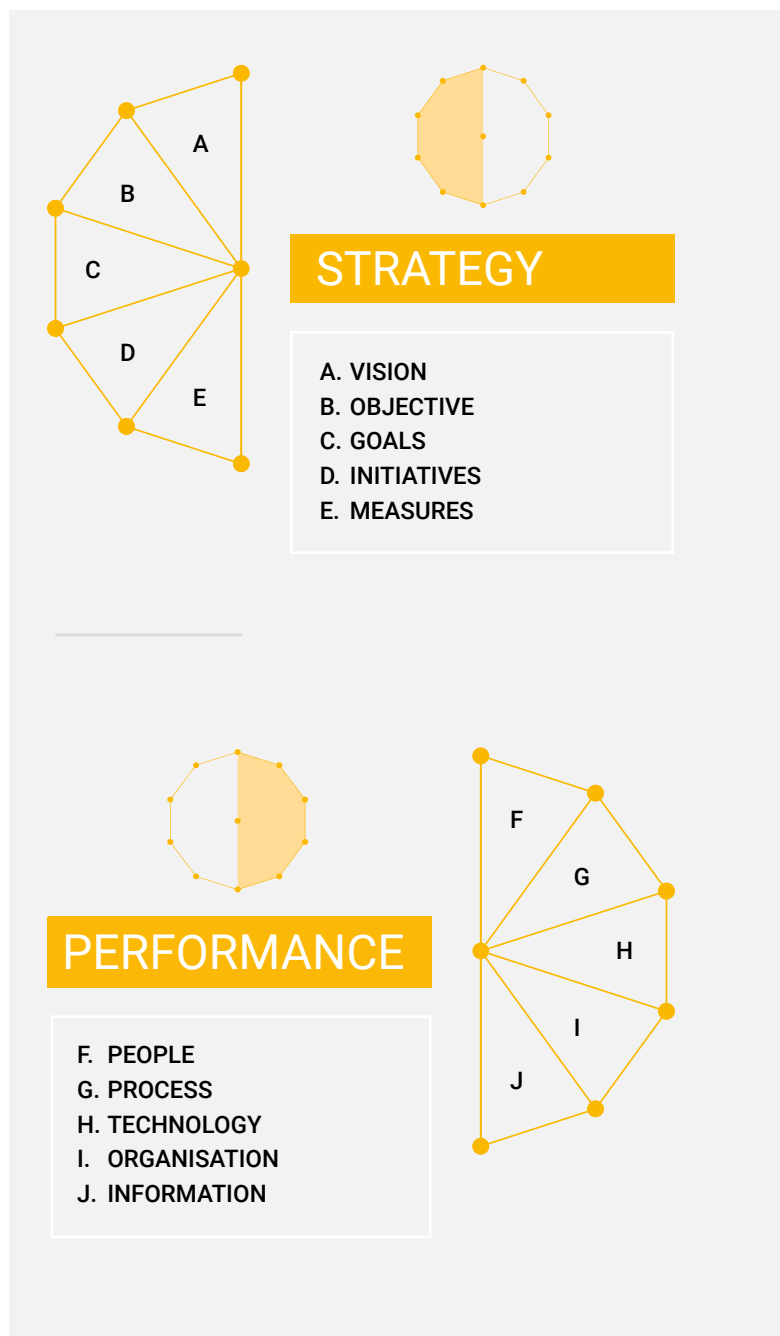 A
B
C
D
E
STRATEGY
A. VISION
B. OBJECTIVE
C. GOALS
D. INITIATIVES
E. MEASURES
PERFORMANCE
F. PEOPLE
G. PROCESS
H. TECHNOLOGY
I. ORGANISATION
J. INFORMATION
F
G
H
I
J